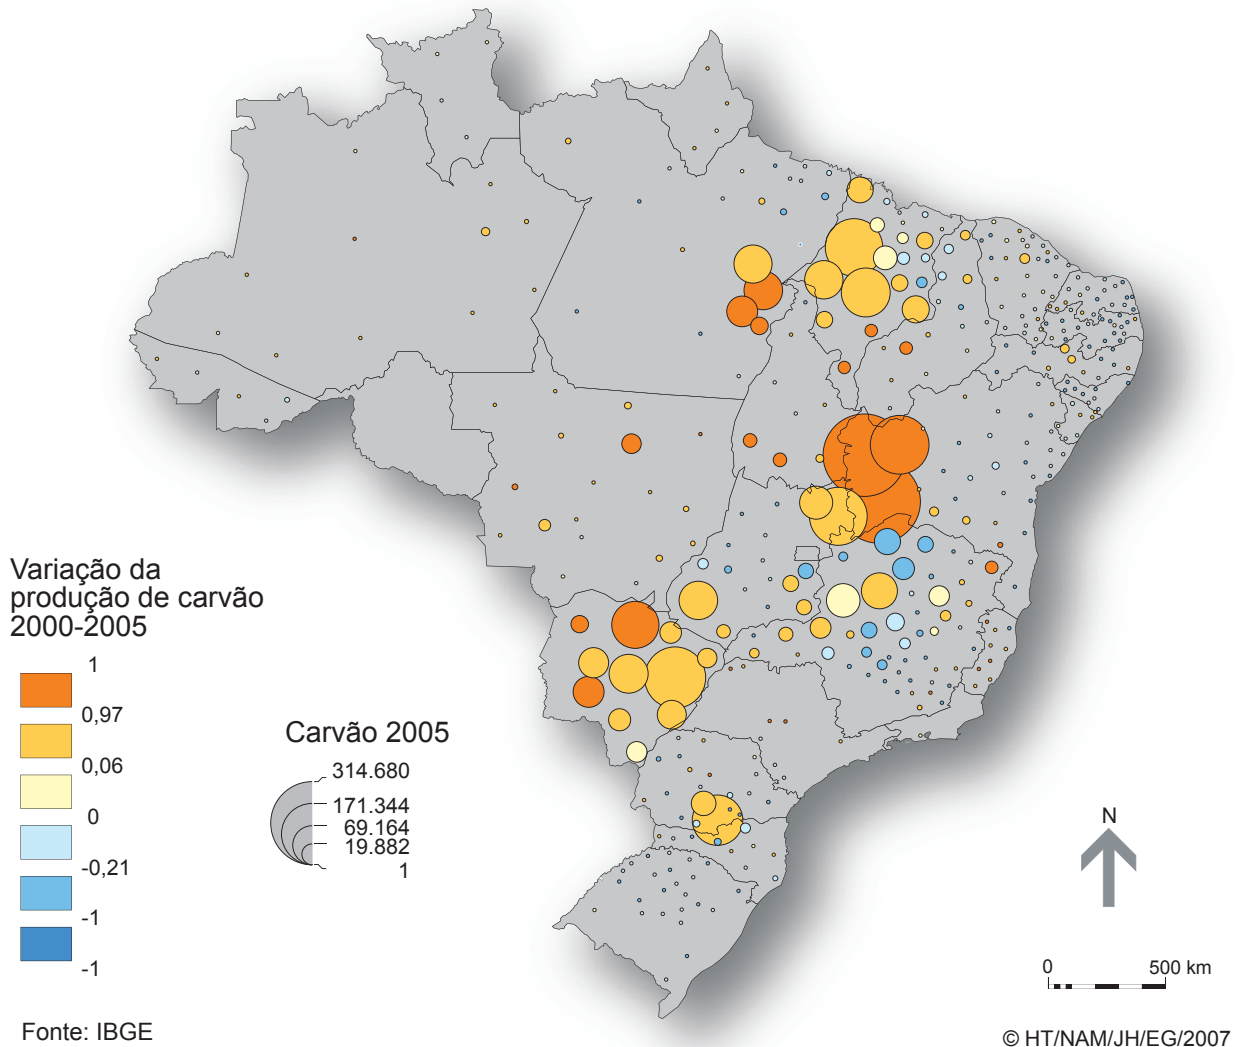 Variação da
produção de carvão
2000-2005
1
0,97
0,06
0
-0,21
-1
-1
Carvão 2005
314.680
171.344
69.164
19.882
1
N
0 500 km
Fonte: IBGE
© HT/NAM/JH/EG/2007